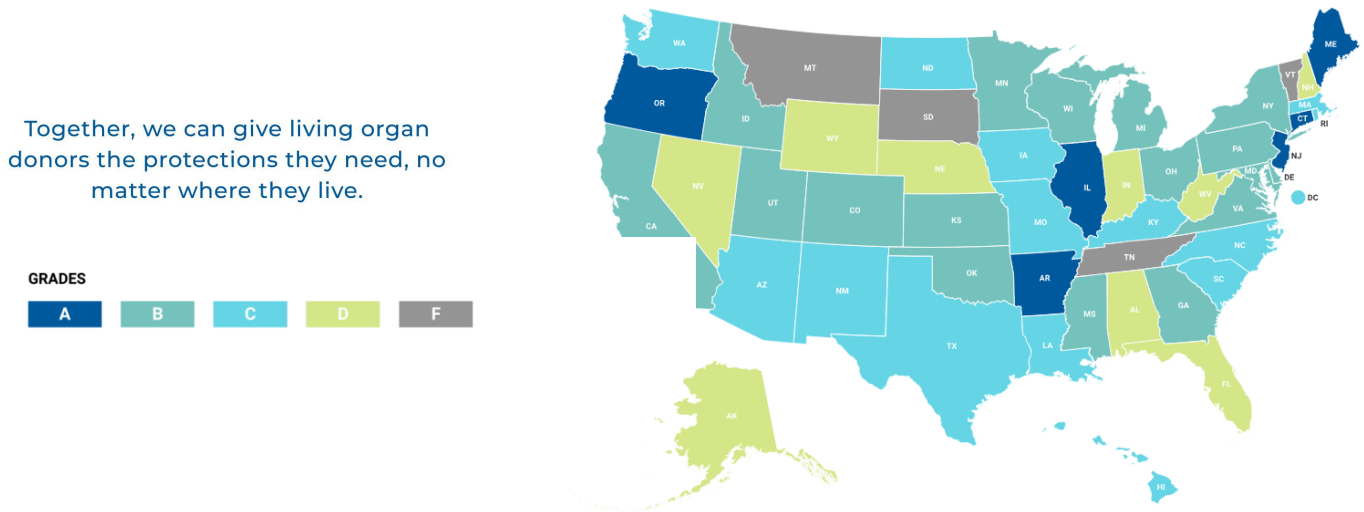 Together, we can give living organ
donors the protections they need, no
matter where they live.
GRADES
A B C D F
WA
MT
ND
MN
ME
VT
NH
OR
ID
SD
WI
MI
NY
MA
CT
RI
WY
NE
IA
PA
NJ
NV
UT
CO
KS
MO
IL
IN
OH
WV
MD
DE
DC
VA
CA
KY
AZ
NM
OK
AR
TN
NC
SC
TX
LA
MS
AL
GA
FL
AK
HI